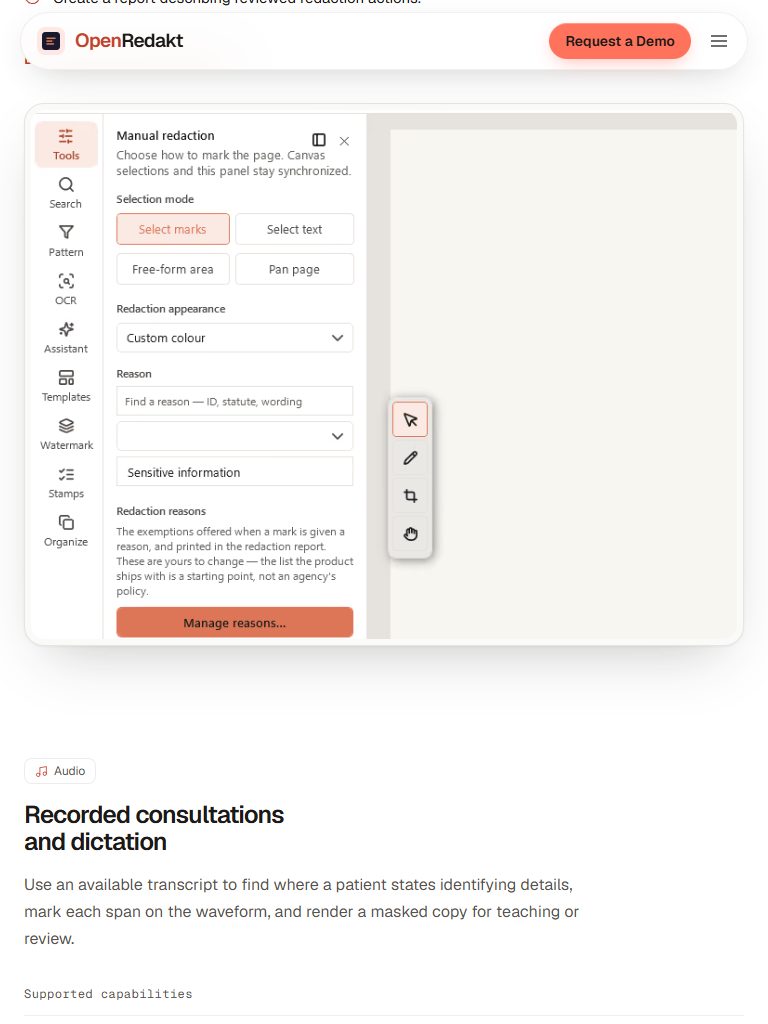 Create a report describing reviewed redaction actions.
OpenRedakt
Request a Demo
Tools
Search
Pattern
OCR
Assistant
Templates
Watermark
Stamps
Organize
Manual redaction
Choose how to mark the page. Canvas
selections and this panel stay synchronized.
Selection mode
Select marks
Select text
Free-form area
Pan page
Redaction appearance
Custom colour
Reason
Find a reason — ID, statute, wording
Sensitive information
Redaction reasons
The exemptions offered when a mark is given a
reason, and printed in the redaction report.
These are yours to change — the list the product
ships with is a starting point, not an agency's
policy.
Manage reasons...
Audio
Recorded consultations
and dictation
Use an available transcript to find where a patient states identifying details,
mark each span on the waveform, and render a masked copy for teaching or
review.
Supported capabilities